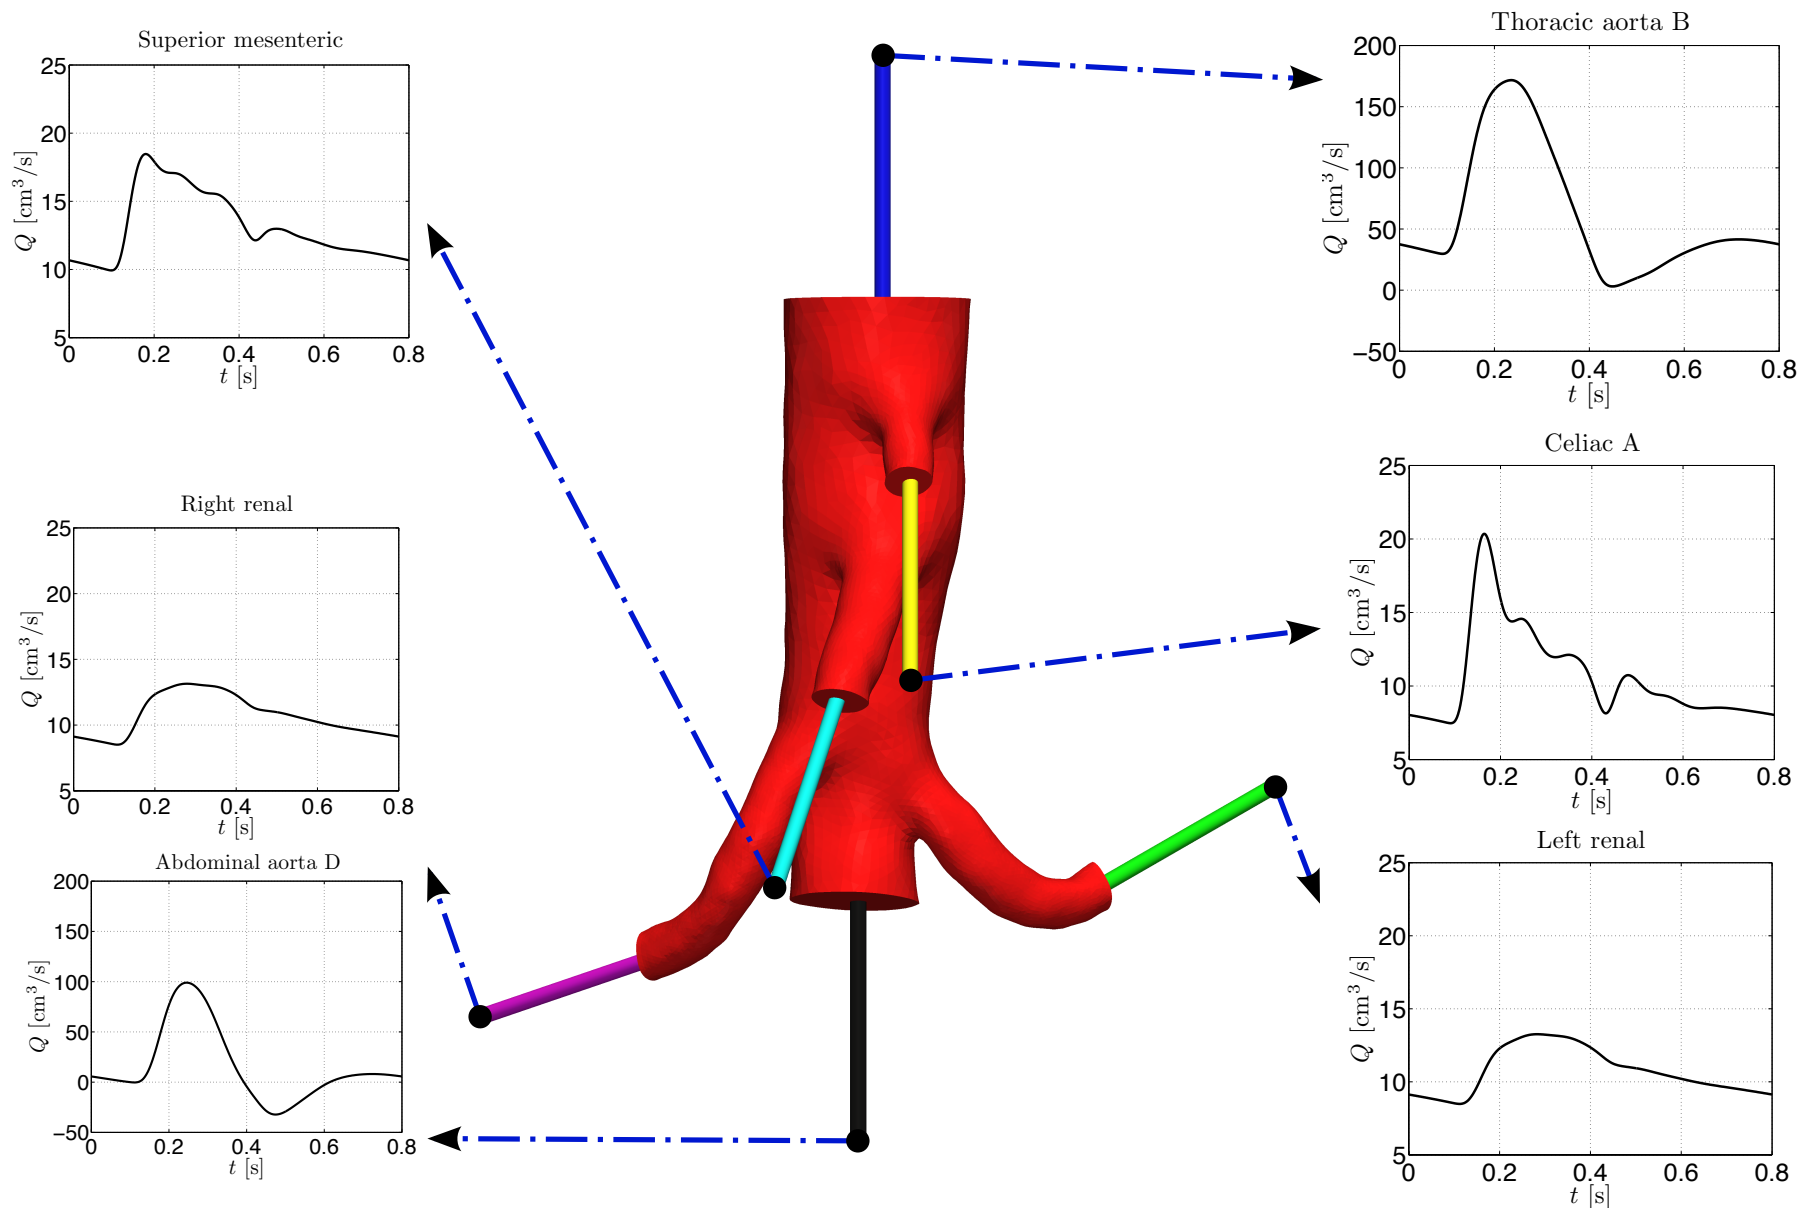 Superior mesenteric
25
20
15
10
5
Q [cm³/s]
0 0.2 0.4 0.6 0.8
t [s]
Right renal
25
20
15
10
5
Q [cm³/s]
0 0.2 0.4 0.6 0.8
t [s]
Abdominal aorta D
200
150
100
50
0
−50
Q [cm³/s]
0 0.2 0.4 0.6 0.8
t [s]
Thoracic aorta B
200
150
100
50
0
−50
Q [cm³/s]
0 0.2 0.4 0.6 0.8
t [s]
Celiac A
25
20
15
10
5
Q [cm³/s]
0 0.2 0.4 0.6 0.8
t [s]
Left renal
25
20
15
10
5
Q [cm³/s]
0 0.2 0.4 0.6 0.8
t [s]